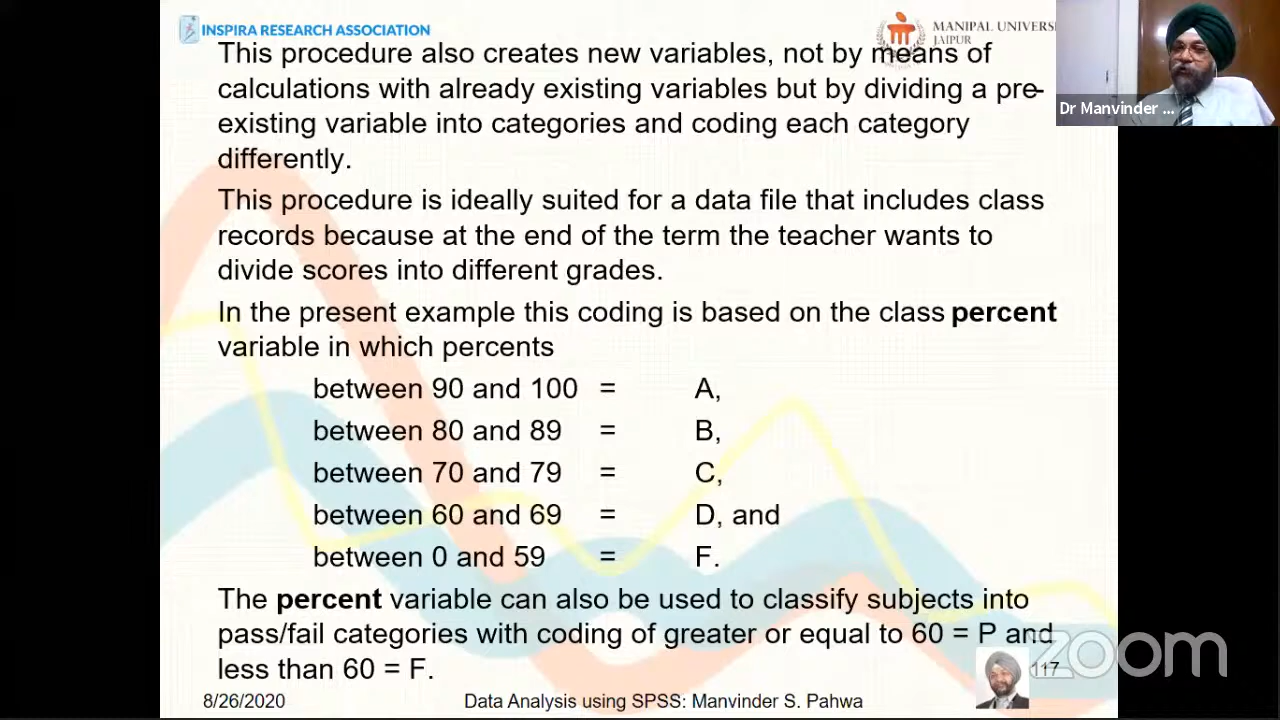 INSPIRA RESEARCH ASSOCIATION
MANIPAL UNIVERS
JAIPUR
This procedure also creates new variables, not by means of
calculations with already existing variables but by dividing a pre-
existing variable into categories and coding each category
differently.
This procedure is ideally suited for a data file that includes class
records because at the end of the term the teacher wants to
divide scores into different grades.
In the present example this coding is based on the class percent
variable in which percents
between 90 and 100 = A,
between 80 and 89 = B,
between 70 and 79 = C,
between 60 and 69 = D, and
between 0 and 59 = F.
The percent variable can also be used to classify subjects into
pass/fail categories with coding of greater or equal to 60 = P and
less than 60 = F.
8/26/2020 Data Analysis using SPSS: Manvinder S. Pahwa 117
Dr Manvinder ...
zoom